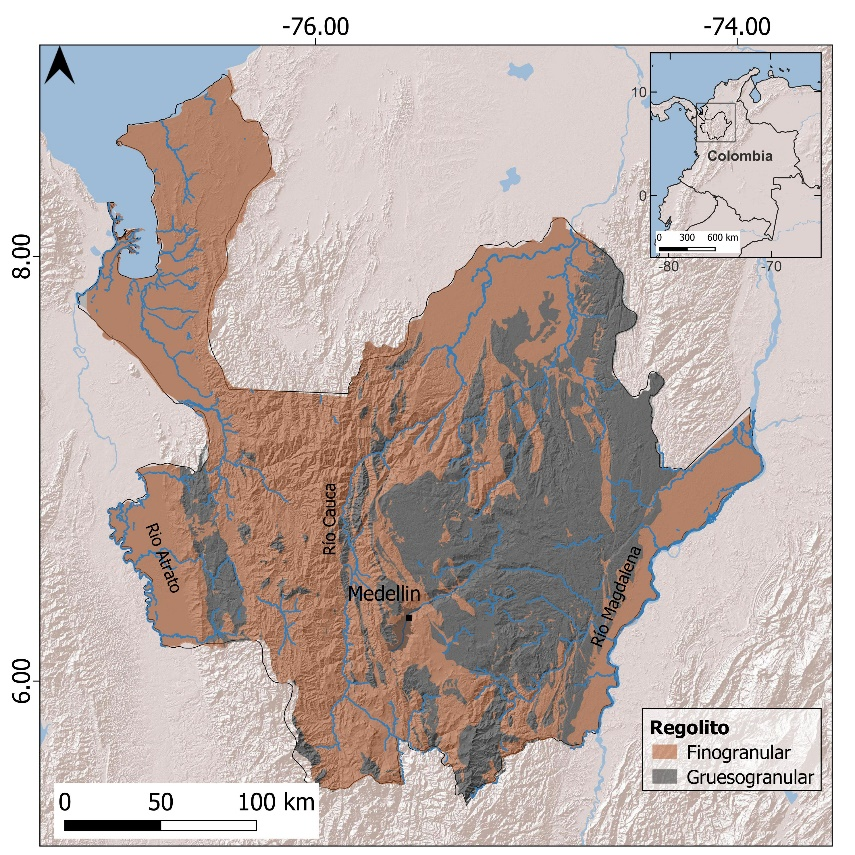 -76.00
-74.00
10
Colombia
0
0 300 600 km
-80
-70
8.00
Río Cauca
Río Atrato
Medellin
Río Magdalena
6.00
Regolito
Finogranular
Gruesogranular
0 50 100 km